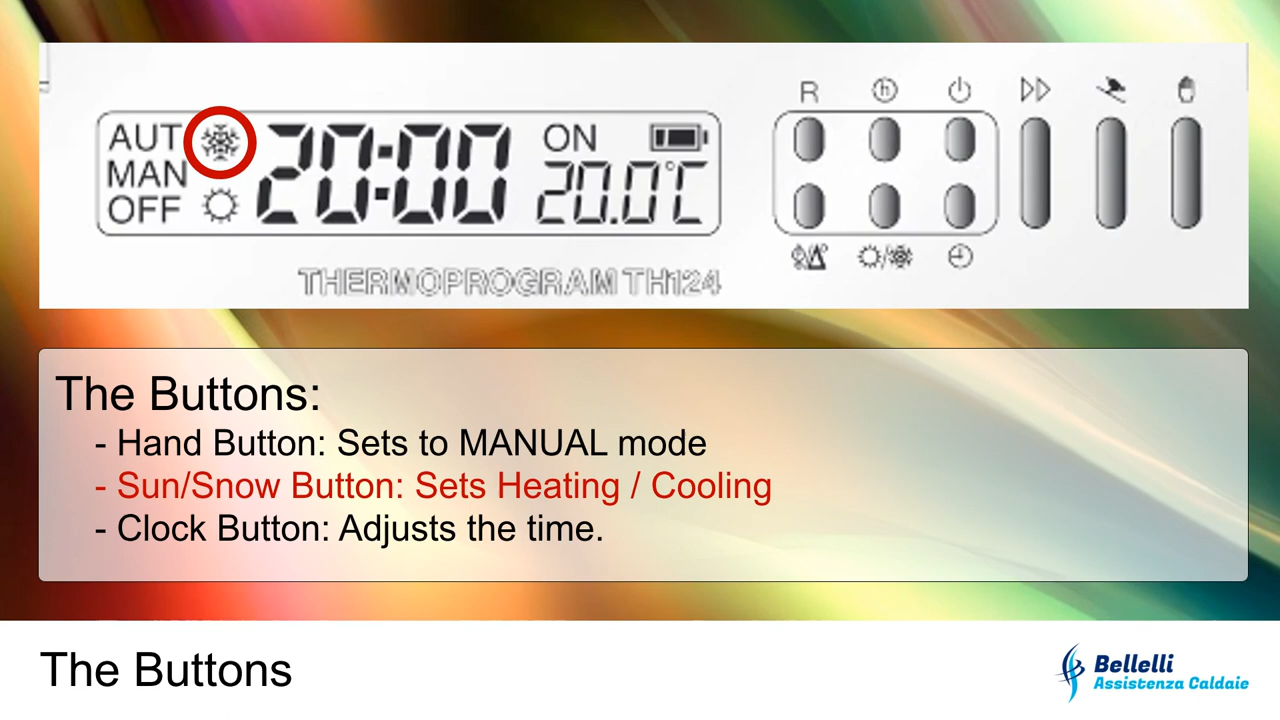 R
AUT 20:00 ON
MAN 20.0°C
OFF
THERMOPROGRAM TH124
The Buttons:
- Hand Button: Sets to MANUAL mode
- Sun/Snow Button: Sets Heating / Cooling
- Clock Button: Adjusts the time.
The Buttons
Bellelli
Assistenza Caldaie